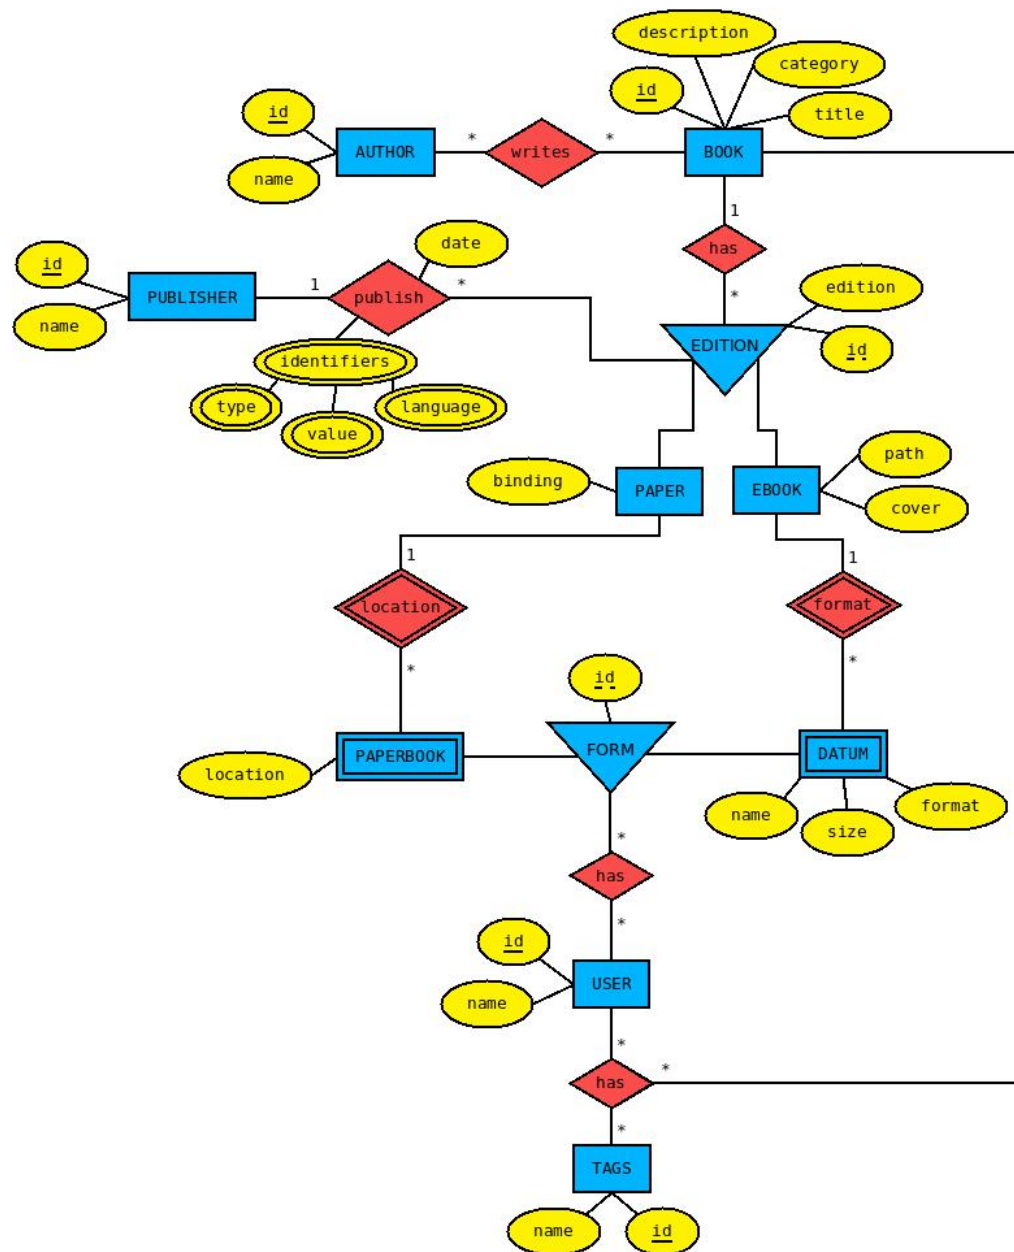 description
category
id
title
id
AUTHOR
*
writes
*
BOOK
name
1
has
date
id
*
edition
PUBLISHER
1
publish
*
name
EDITION
id
identifiers
type
language
value
path
binding
PAPER
EBOOK
cover
1
1
location
format
*
*
id
location
PAPERBOOK
FORM
DATUM
name
size
format
*
has
*
id
USER
name
*
has
*
*
TAGS
name
id